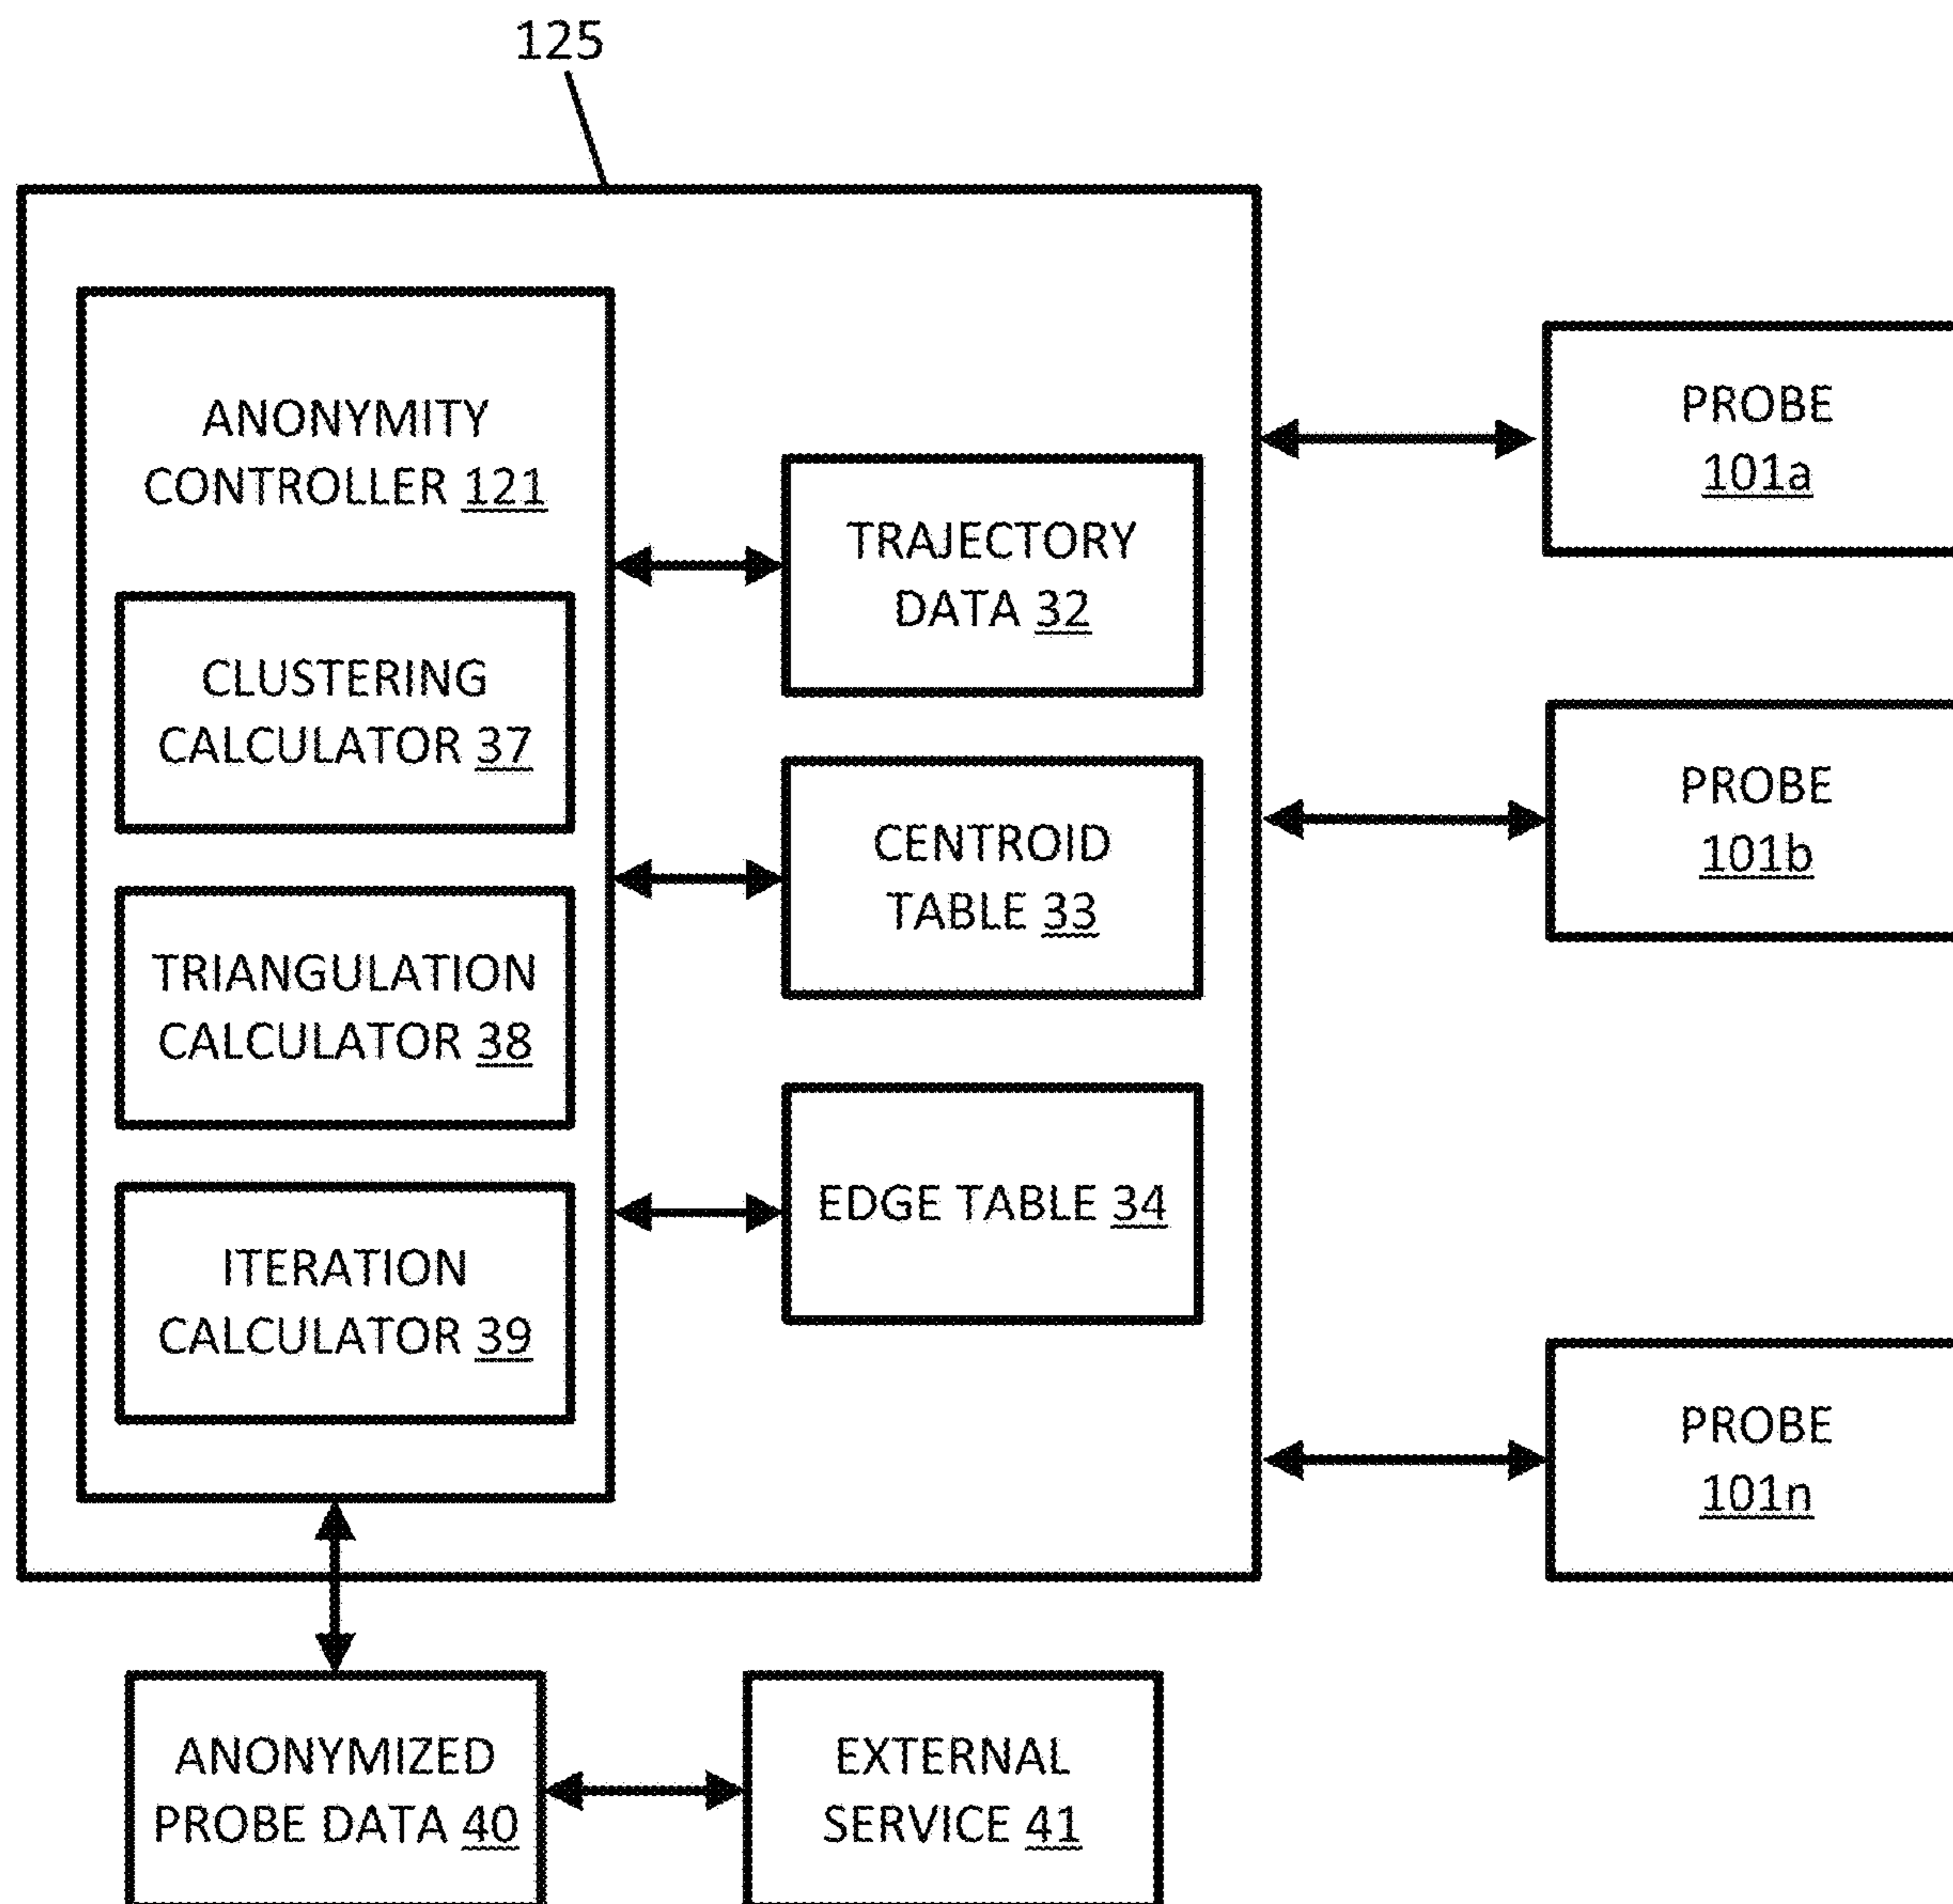 125
ANONYMITY
CONTROLLER 121
CLUSTERING
CALCULATOR 37
TRIANGULATION
CALCULATOR 38
ITERATION
CALCULATOR 39
TRAJECTORY
DATA 32
CENTROID
TABLE 33
EDGE TABLE 34
PROBE
101a
PROBE
101b
PROBE
101n
ANONYMIZED
PROBE DATA 40
EXTERNAL
SERVICE 41